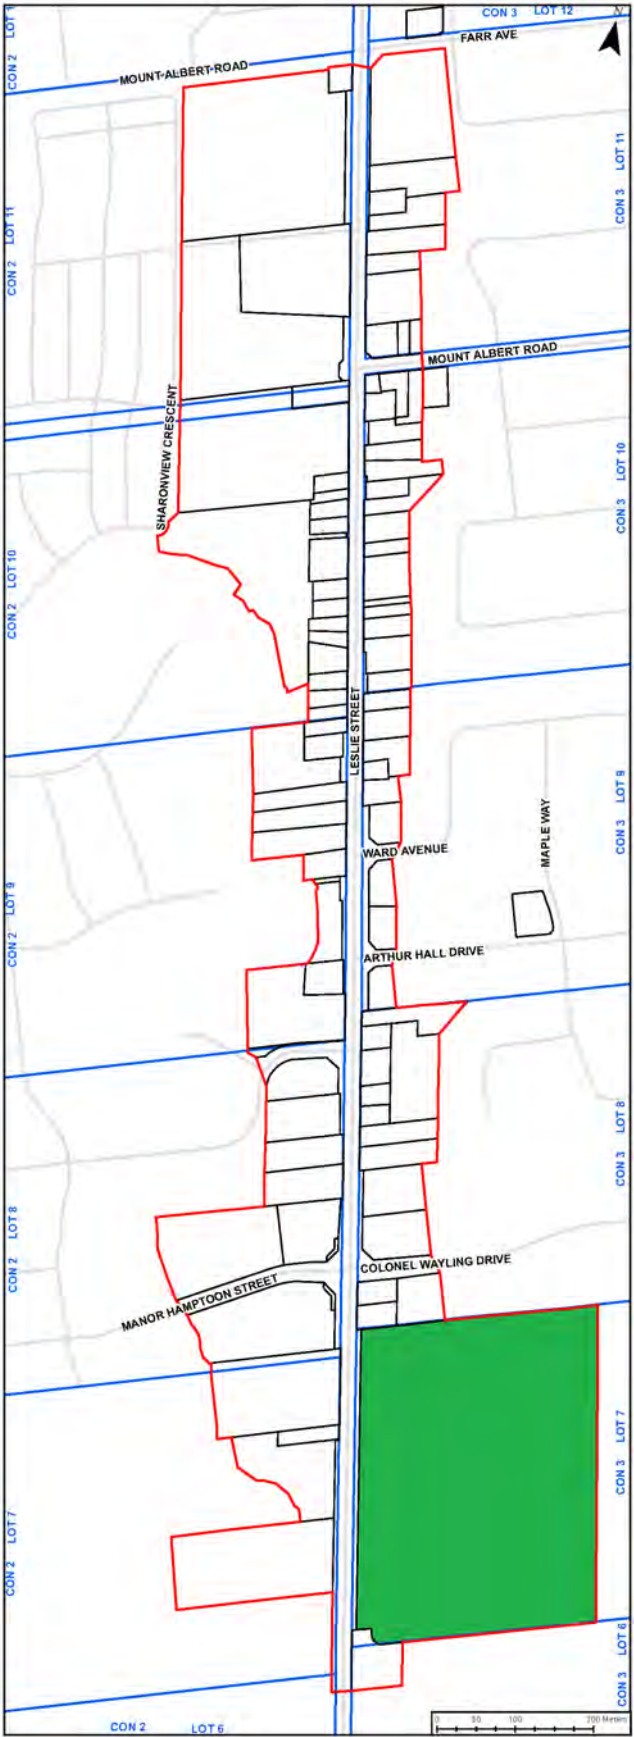 CON 3 LOT 12
N
FARR AVE
MOUNT ALBERT ROAD
CON 2 LOT 1
CON 3 LOT 11
CON 2 LOT 11
MOUNT ALBERT ROAD
SHARONVIEW CRESCENT
CON 3 LOT 10
CON 2 LOT 10
LESLIE STREET
CON 3 LOT 9
MAPLE WAY
WARD AVENUE
CON 2 LOT 9
ARTHUR HALL DRIVE
CON 3 LOT 8
CON 2 LOT 8
COLONEL WAYLING DRIVE
MANOR HAMPTOON STREET
CON 3 LOT 7
CON 2 LOT 7
CON 3 LOT 6
CON 2 LOT 6
0 50 100 200 Meters